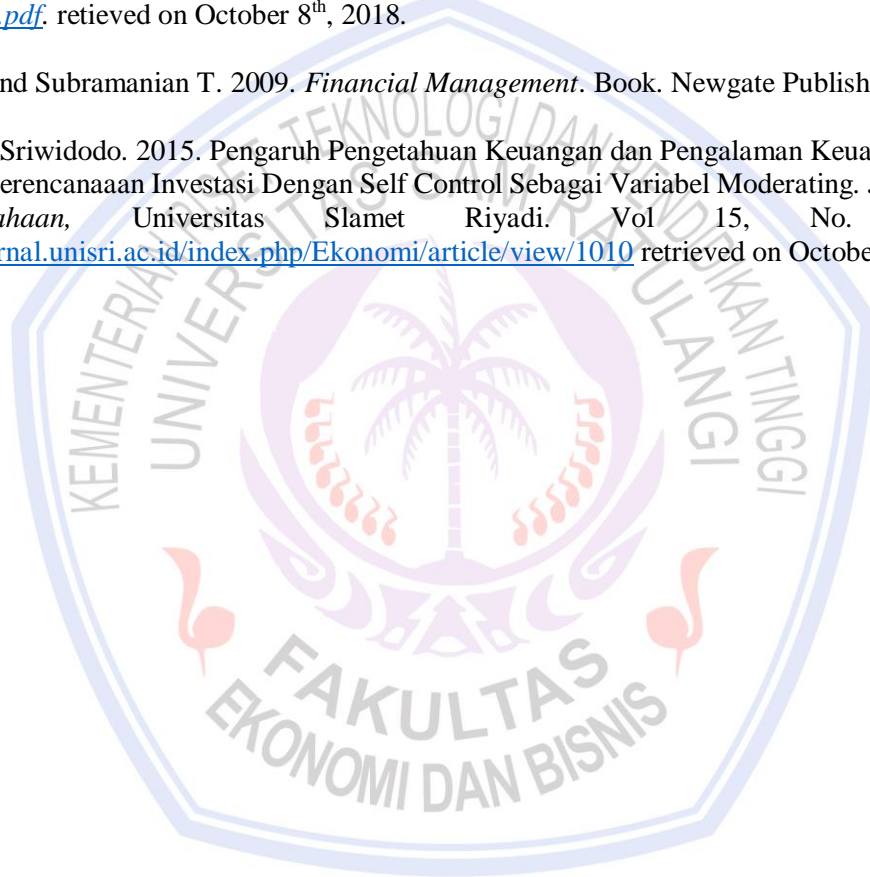 .pdf. retieved on October 8th, 2018.
nd Subramanian T. 2009. Financial Management. Book. Newgate Publish
Sriwidodo. 2015. Pengaruh Pengetahuan Keuangan dan Pengalaman Keua
erencanaaan Investasi Dengan Self Control Sebagai Variabel Moderating.
ahaan, Universitas Slamet Riyadi. Vol 15, No.
rnal.unisri.ac.id/index.php/Ekonomi/article/view/1010 retrieved on Octobe
KEMENTERIAN RISET TEKNOLOGI DAN PENDIDIKAN TINGGI
UNIVERSITAS SAM RATULANGI
FAKULTAS
EKONOMI DAN BISNIS